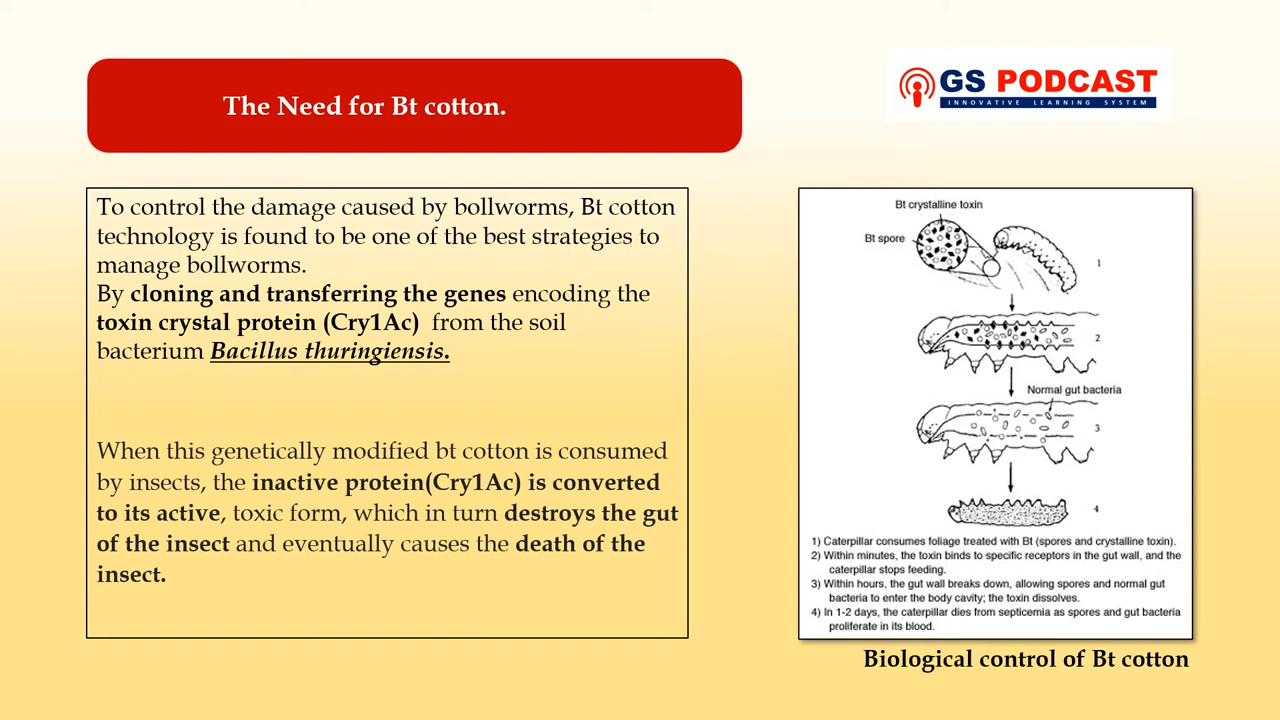 The Need for Bt cotton.
GS PODCAST
INNOVATIVE LEARNING SYSTEM
To control the damage caused by bollworms, Bt cotton
technology is found to be one of the best strategies to
manage bollworms.
By cloning and transferring the genes encoding the
toxin crystal protein (Cry1Ac) from the soil
bacterium Bacillus thuringiensis.
When this genetically modified bt cotton is consumed
by insects, the inactive protein(Cry1Ac) is converted
to its active, toxic form, which in turn destroys the gut
of the insect and eventually causes the death of the
insect.
Bt crystalline toxin
Bt spore
1
2
Normal gut bacteria
3
4
1) Caterpillar consumes foliage treated with Bt (spores and crystalline toxin).
2) Within minutes, the toxin binds to specific receptors in the gut wall, and the
caterpillar stops feeding.
3) Within hours, the gut wall breaks down, allowing spores and normal gut
bacteria to enter the body cavity; the toxin dissolves.
4) In 1-2 days, the caterpillar dies from septicemia as spores and gut bacteria
proliferate in its blood.
Biological control of Bt cotton